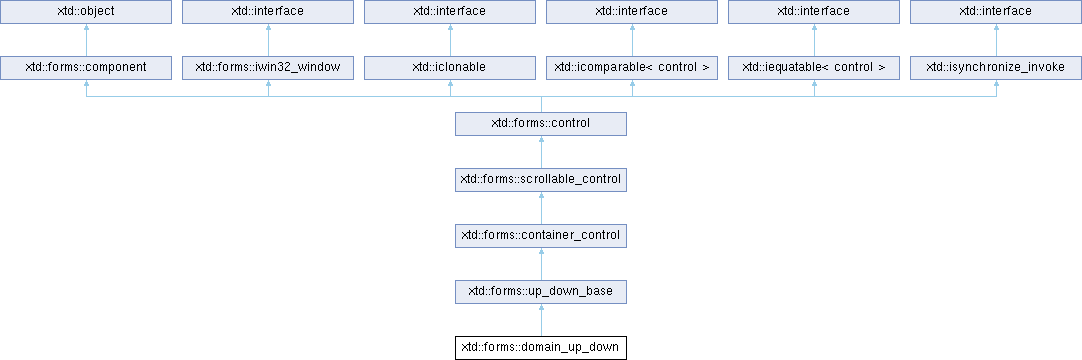 xtd::object
xtd::interface
xtd::interface
xtd::interface
xtd::interface
xtd::interface
xtd::forms::component
xtd::forms::iwin32_window
xtd::iclonable
xtd::icomparable< control >
xtd::iequatable< control >
xtd::isynchronize_invoke
xtd::forms::control
xtd::forms::scrollable_control
xtd::forms::container_control
xtd::forms::up_down_base
xtd::forms::domain_up_down